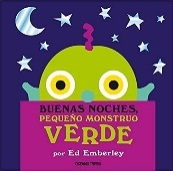 BUENAS NOCHES,
PEQUEÑO MONSTRUO
VERDE
por Ed Emberley